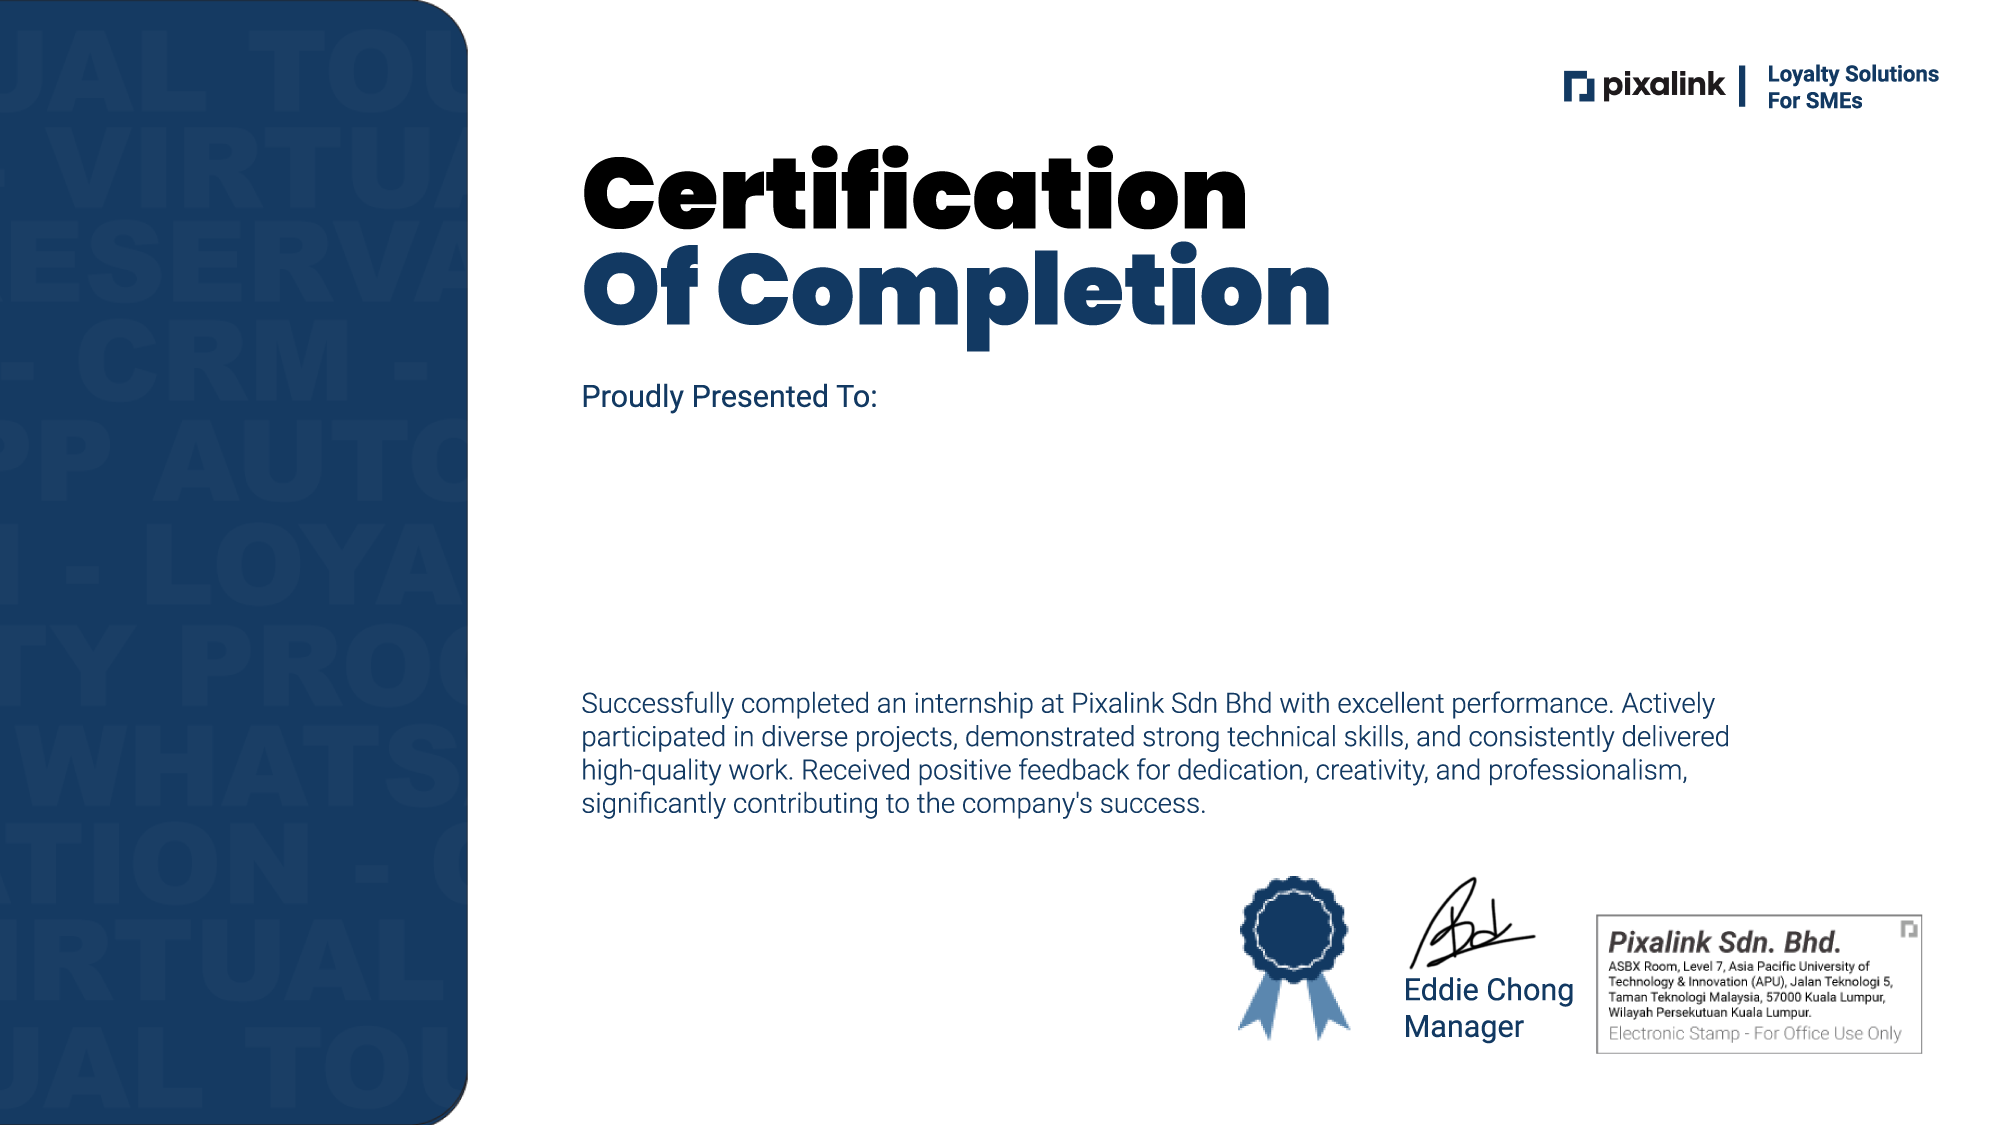 UAL TOU
- VIRTUA
ESERVA
- CRM -
PP AUTO
- LOYA
TY PROG
WHATS
ATION -
IRTUAL
UAL TOU
pixalink
Loyalty Solutions
For SMEs
Certification
Of Completion
Proudly Presented To:
Successfully completed an internship at Pixalink Sdn Bhd with excellent performance. Actively
participated in diverse projects, demonstrated strong technical skills, and consistently delivered
high-quality work. Received positive feedback for dedication, creativity, and professionalism,
significantly contributing to the company's success.
Eddie Chong
Manager
Pixalink Sdn. Bhd.
ASBX Room, Level 7, Asia Pacific University of
Technology & Innovation (APU), Jalan Teknologi 5,
Taman Teknologi Malaysia, 57000 Kuala Lumpur,
Wilayah Persekutuan Kuala Lumpur.
Electronic Stamp - For Office Use Only